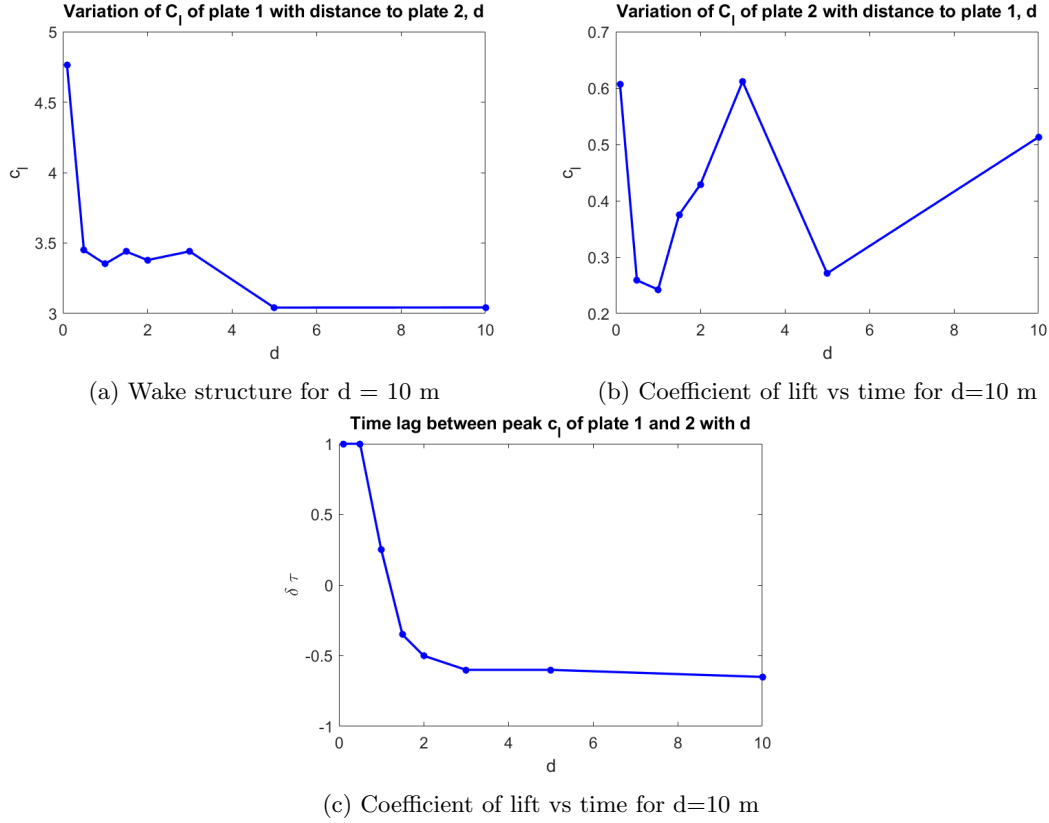 Variation of C_l of plate 1 with distance to plate 2, d
5
4.5
4
3.5
3
c_l
0 2 4 6 8 10
d
(a) Wake structure for d = 10 m
Variation of C_l of plate 2 with distance to plate 1, d
0.7
0.6
0.5
0.4
0.3
0.2
c_l
0 2 4 6 8 10
d
(b) Coefficient of lift vs time for d=10 m
Time lag between peak c_l of plate 1 and 2 with d
1
0.5
0
-0.5
-1
δ τ
0 2 4 6 8 10
d
(c) Coefficient of lift vs time for d=10 m